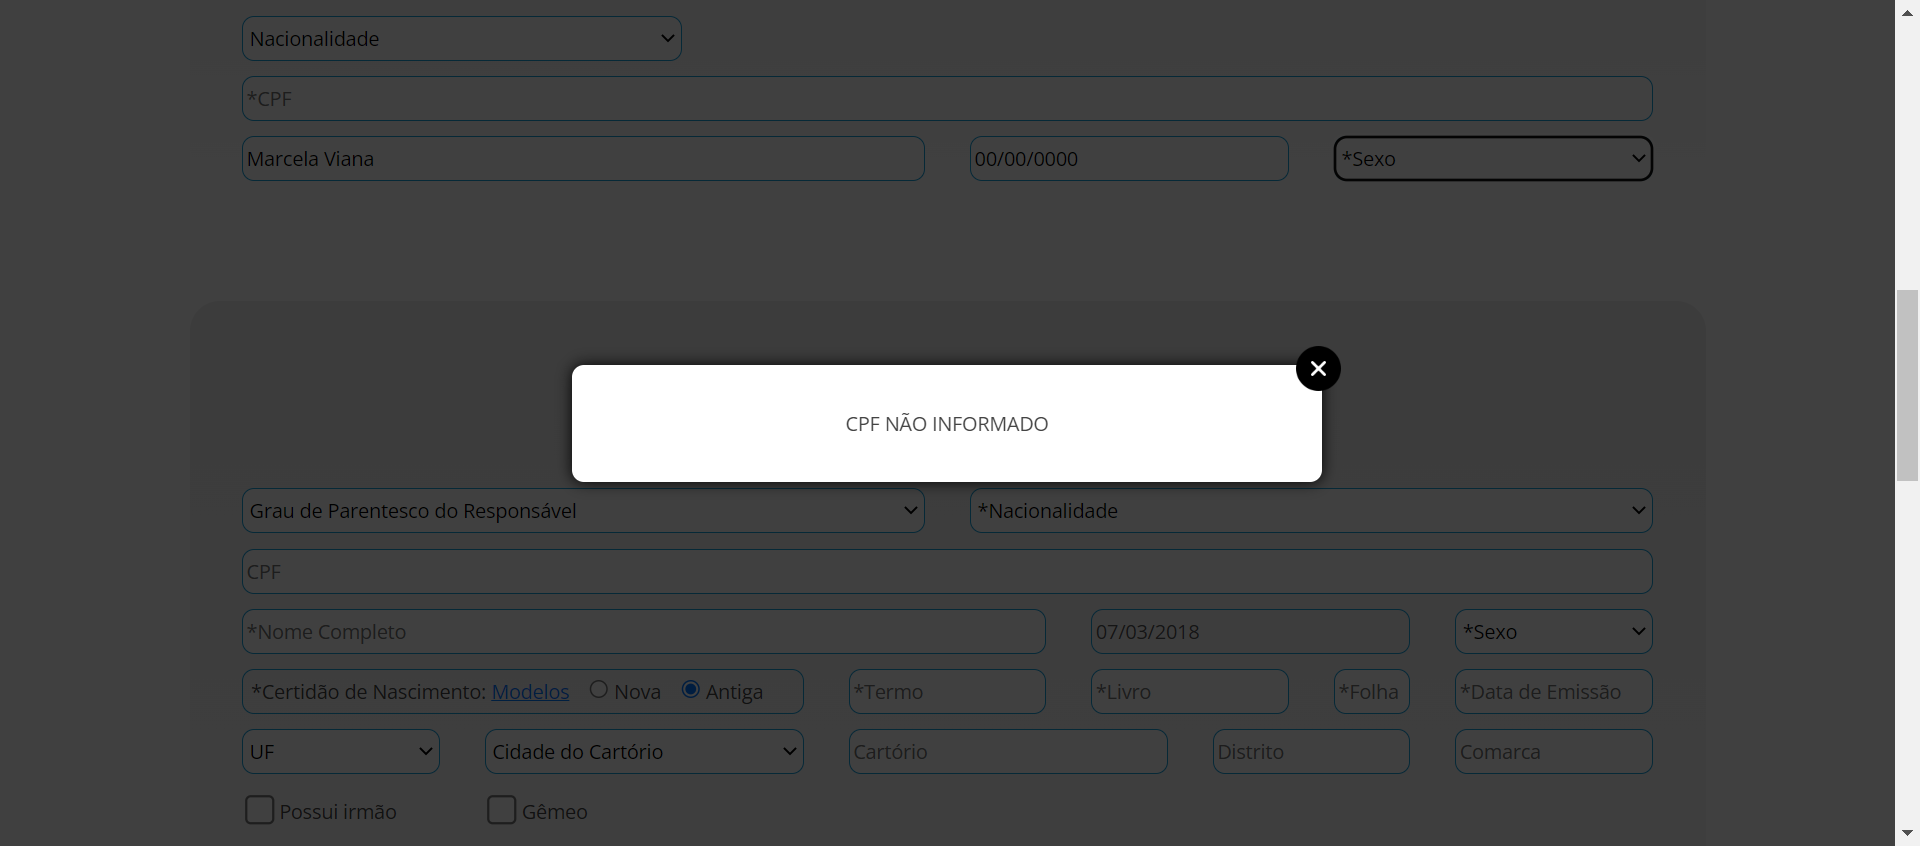 Nacionalidade
*CPF
Marcela Viana 00/00/0000 *Sexo
CPF NÃO INFORMADO
Grau de Parentesco do Responsável *Nacionalidade
CPF
*Nome Completo 07/03/2018 *Sexo
*Certidão de Nascimento: Modelos Nova Antiga *Termo *Livro *Folha *Data de Emissão
UF Cidade do Cartório Cartório Distrito Comarca
Possui irmão Gêmeo